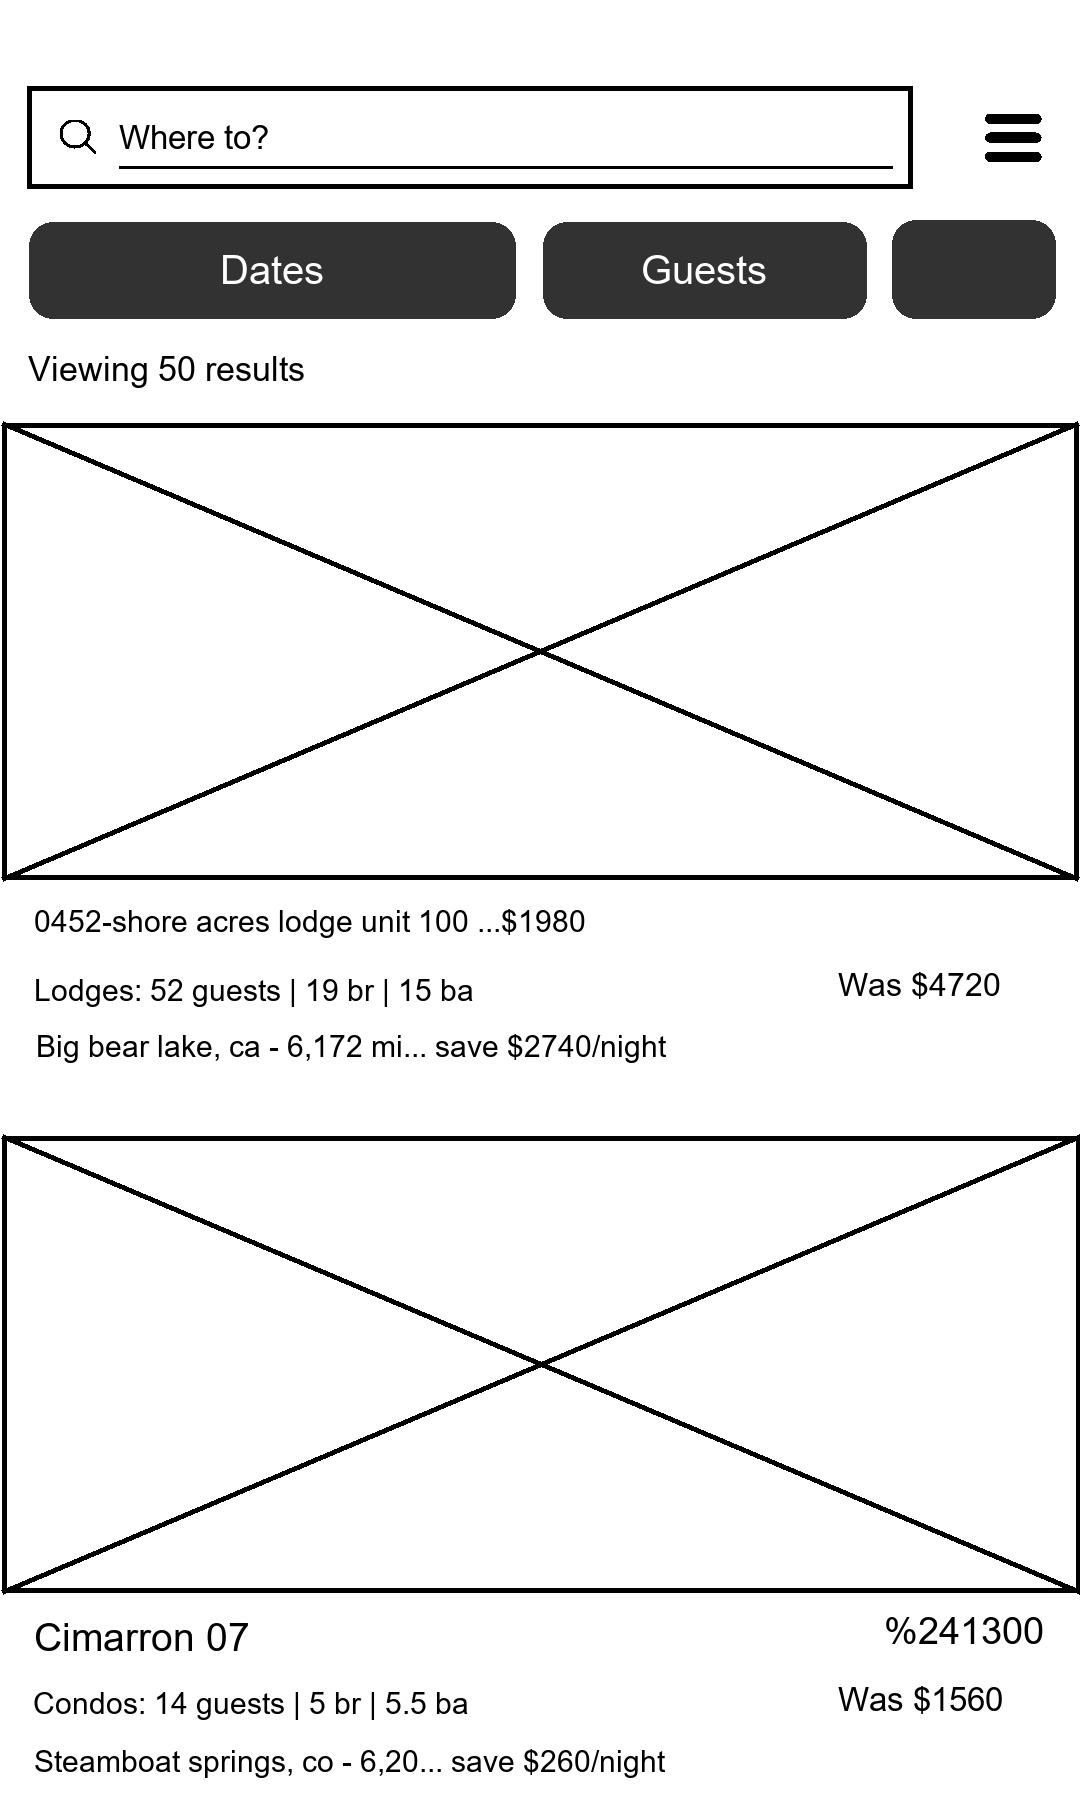 Where to?
Dates
Guests
Viewing 50 results
0452-shore acres lodge unit 100 ...$1980
Lodges: 52 guests | 19 br | 15 ba
Was $4720
Big bear lake, ca - 6,172 mi... save $2740/night
Cimarron 07
%241300
Condos: 14 guests | 5 br | 5.5 ba
Was $1560
Steamboat springs, co - 6,20... save $260/night